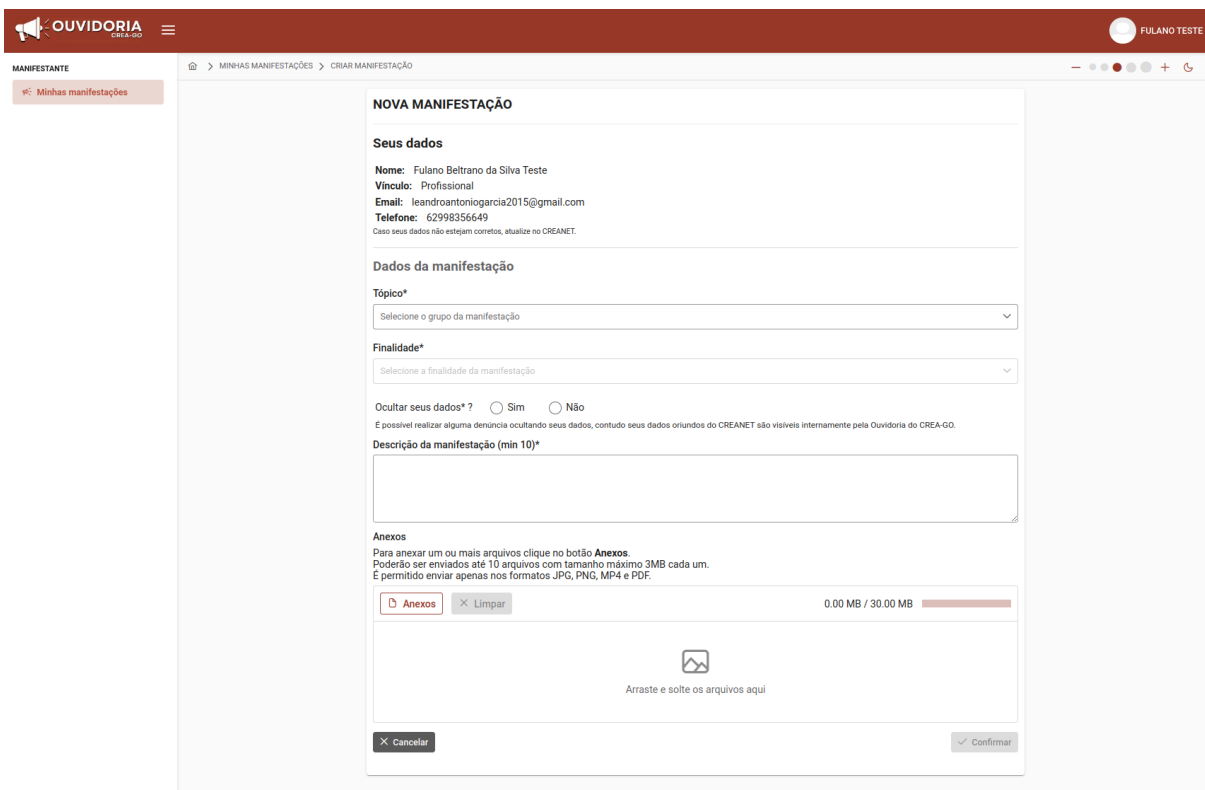 OUVIDORIA
CREA-GO
FULANO TESTE
MANIFESTANTE
Minhas manifestações
MINHAS MANIFESTAÇÕES > CRIAR MANIFESTAÇÃO
NOVA MANIFESTAÇÃO
Seus dados
Nome: Fulano Beltrano da Silva Teste
Vínculo: Profissional
Email: leandroantoniogarcia2015@gmail.com
Telefone: 62998356649
Caso seus dados não estejam corretos, atualize no CREANET.
Dados da manifestação
Tópico*
Selecione o grupo da manifestação
Finalidade*
Selecione a finalidade da manifestação
Ocultar seus dados* ? Sim Não
É possível realizar alguma denúncia ocultando seus dados, contudo seus dados oriundos do CREANET são visíveis internamente pela Ouvidoria do CREA-GO.
Descrição da manifestação (min 10)*
Anexos
Para anexar um ou mais arquivos clique no botão Anexos.
Poderão ser enviados até 10 arquivos com tamanho máximo 3MB cada um.
É permitido enviar apenas nos formatos JPG, PNG, MP4 e PDF.
Anexos Limpar 0.00 MB / 30.00 MB
Arraste e solte os arquivos aqui
Cancelar Confirmar